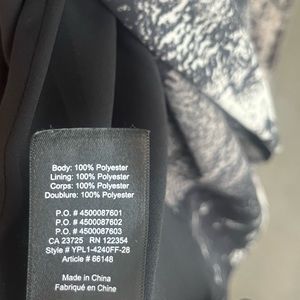 Body: 100% Polyester
Lining: 100% Polyester
Corps: 100% Polyester
Doublure: 100% Polyester
P.O. # 4500087601
P.O. # 4500087602
P.O. # 4500087603
CA 23725 RN 122354
Style # YPL1-4240FF-28
Article # 66148
Made in China
Fabriqué en Chine